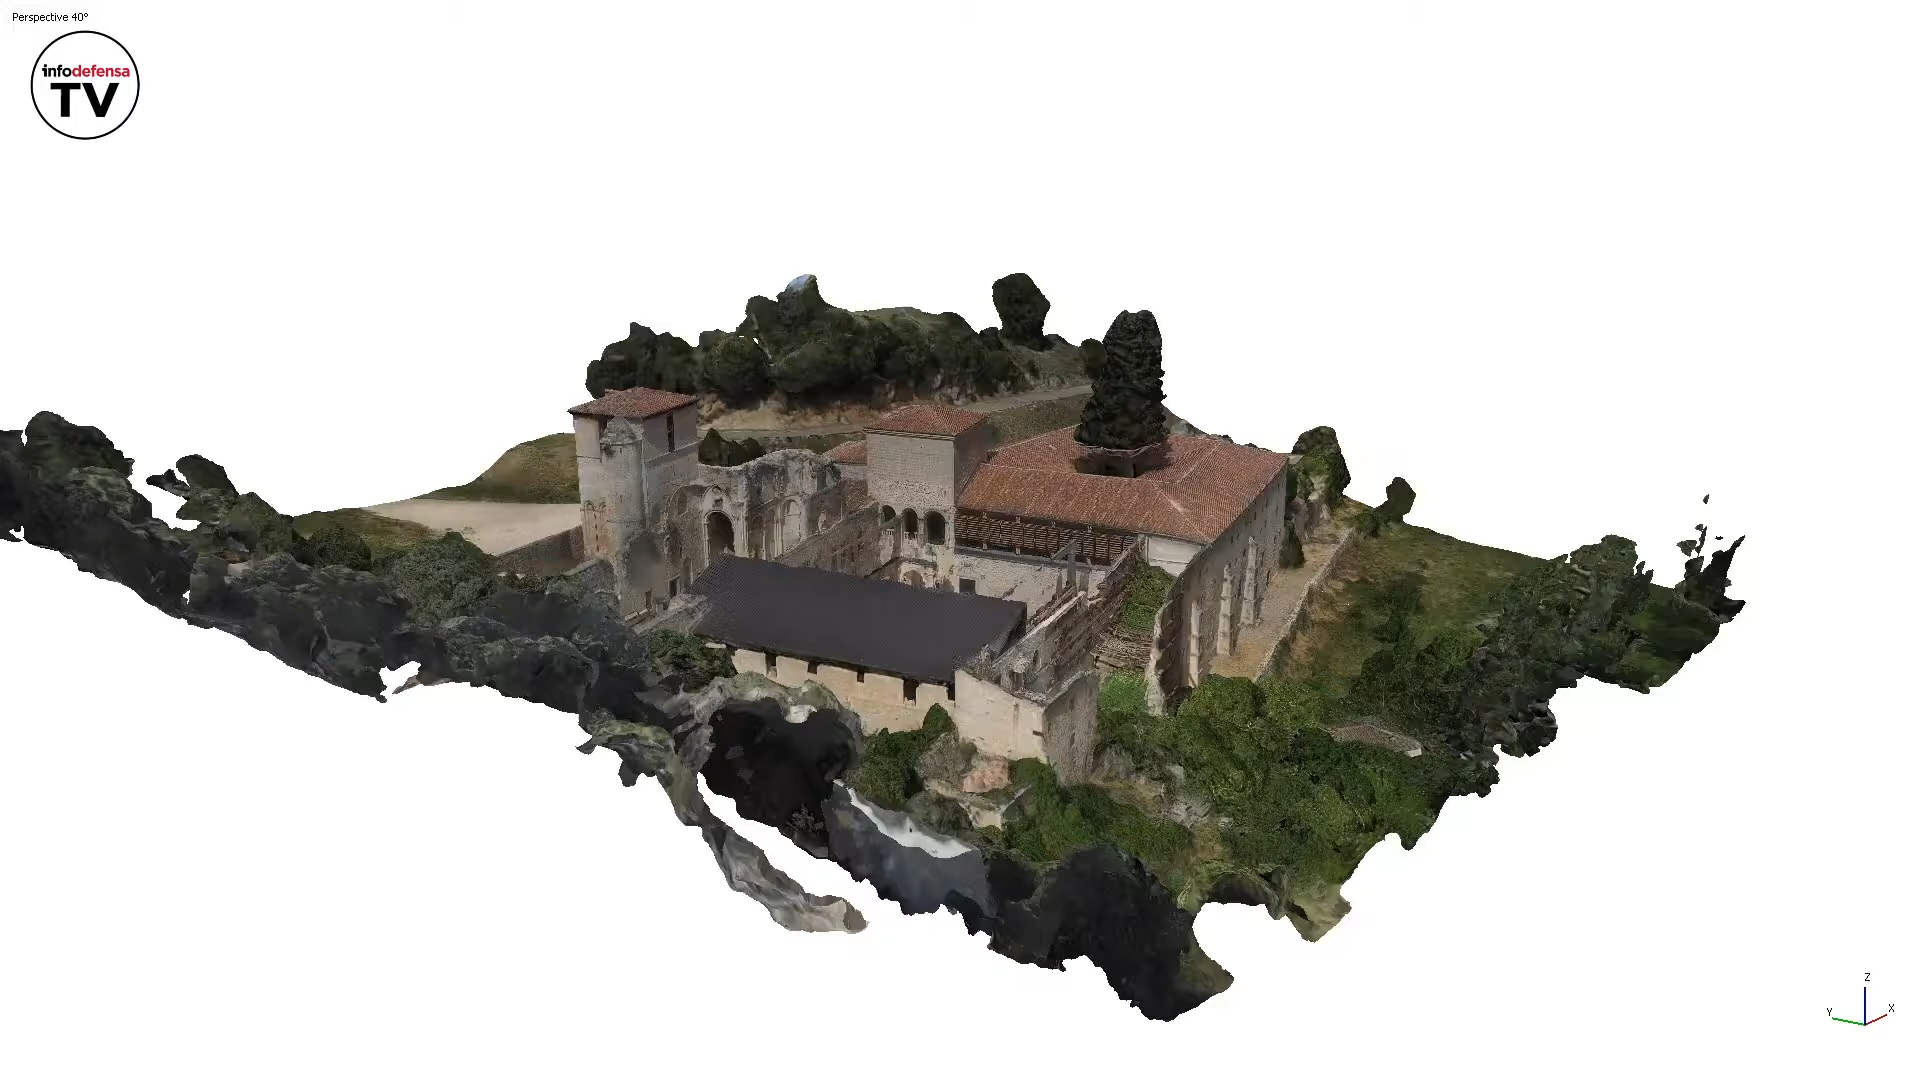 Perspective 40°
infodefensa
TV
Z
Y
X